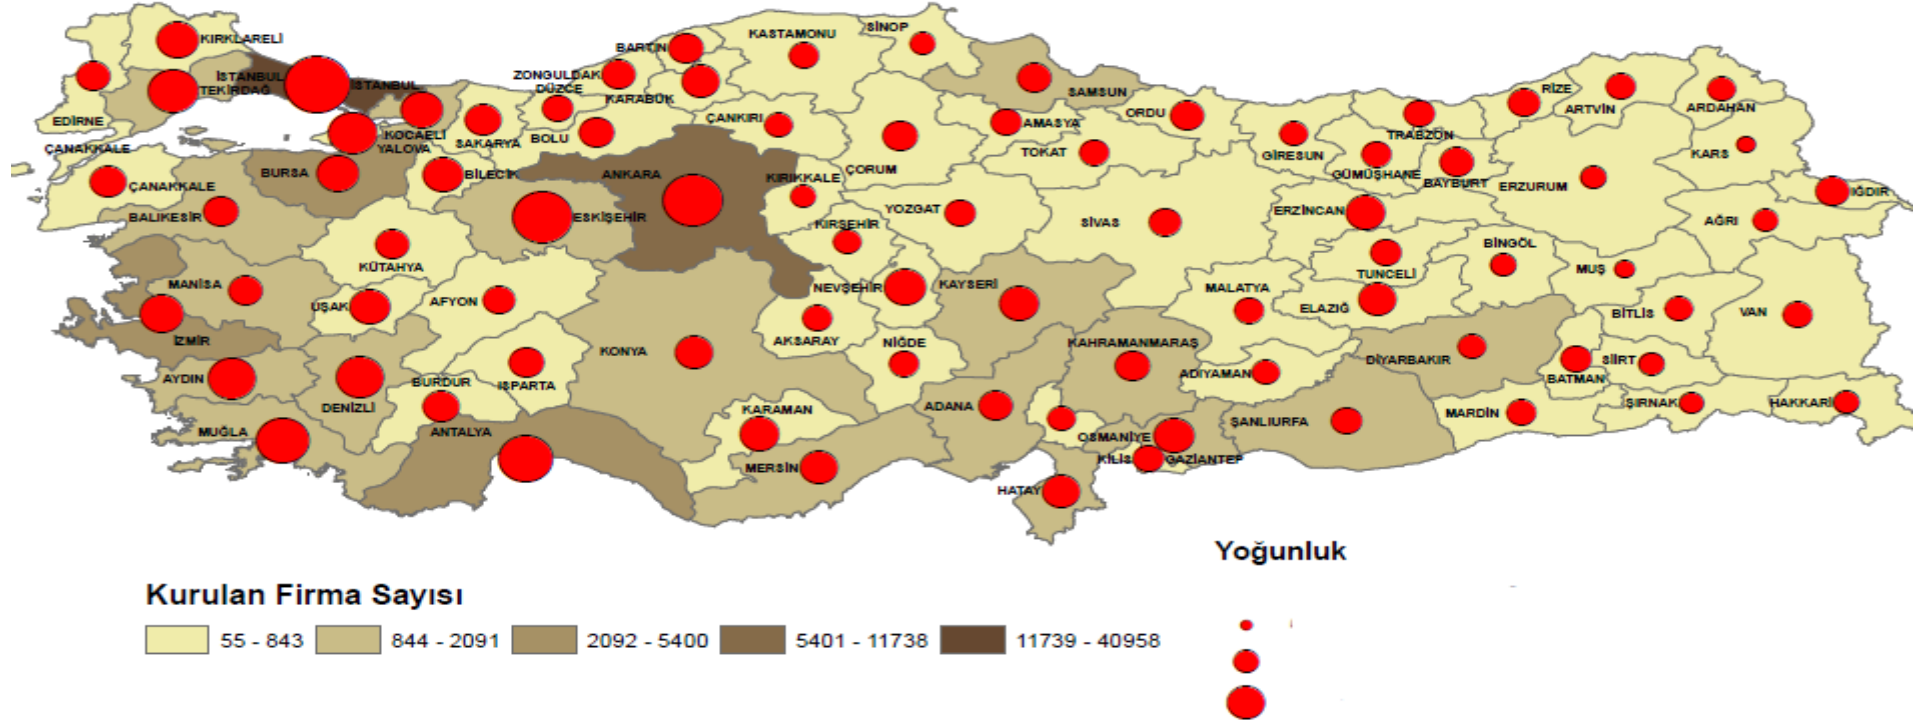 SİNOP
KASTAMONU
KIRKLARELİ
BARTIN
İSTANBUL
İSTANBUL
ZONGULDAK
TEKİRDAĞ
DÜZCE
KARABÜK
SAMSUN
RİZE
ARTVİN
ARDAHAN
EDİRNE
KOCAELİ
SAKARYA
BOLU
ÇANKIRI
AMASYA
ORDU
TRABZON
ÇANAKKALE
YALOVA
TOKAT
GİRESUN
KARS
BURSA
BİLECİK
ANKARA
KIRIKKALE
ÇORUM
GÜMÜŞHANE
BAYBURT
ERZURUM
ÇANAKKALE
IĞDIR
BALIKESİR
ESKİŞEHİR
KIRŞEHİR
YOZGAT
SİVAS
ERZİNCAN
AĞRI
KÜTAHYA
BİNGÖL
TUNCELİ
MUŞ
MANİSA
UŞAK
AFYON
NEVŞEHİR
KAYSERİ
MALATYA
ELAZIĞ
BİTLİS
VAN
İZMİR
KONYA
AKSARAY
NİĞDE
KAHRAMANMARAŞ
DİYARBAKIR
SİİRT
AYDIN
BURDUR
ISPARTA
ADIYAMAN
BATMAN
DENİZLİ
KARAMAN
ADANA
MARDİN
ŞIRNAK
HAKKARİ
MUĞLA
ANTALYA
OSMANİYE
ŞANLIURFA
MERSİN
KİLİS
GAZİANTEP
HATAY
Yoğunluk
Kurulan Firma Sayısı
55 - 843
844 - 2091
2092 - 5400
5401 - 11738
11739 - 40958